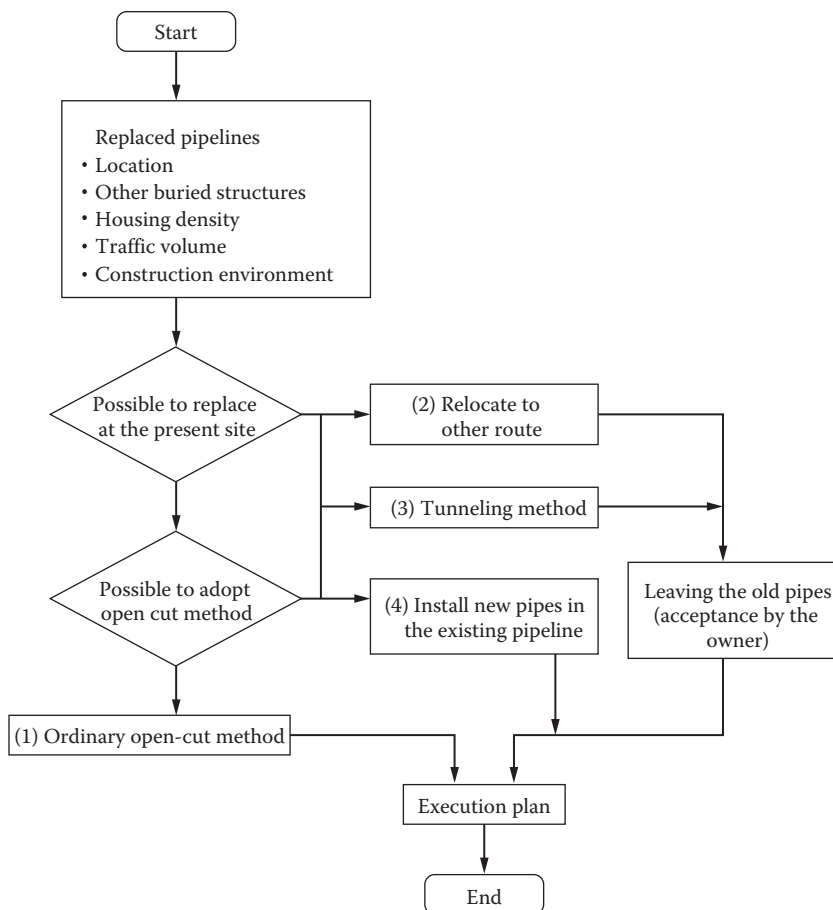 Start
Replaced pipelines
• Location
• Other buried structures
• Housing density
• Traffic volume
• Construction environment
Possible to replace
at the present site
(2) Relocate to
other route
(3) Tunneling method
Possible to adopt
open cut method
(4) Install new pipes in
the existing pipeline
Leaving the old pipes
(acceptance by the
owner)
(1) Ordinary open-cut method
Execution plan
End